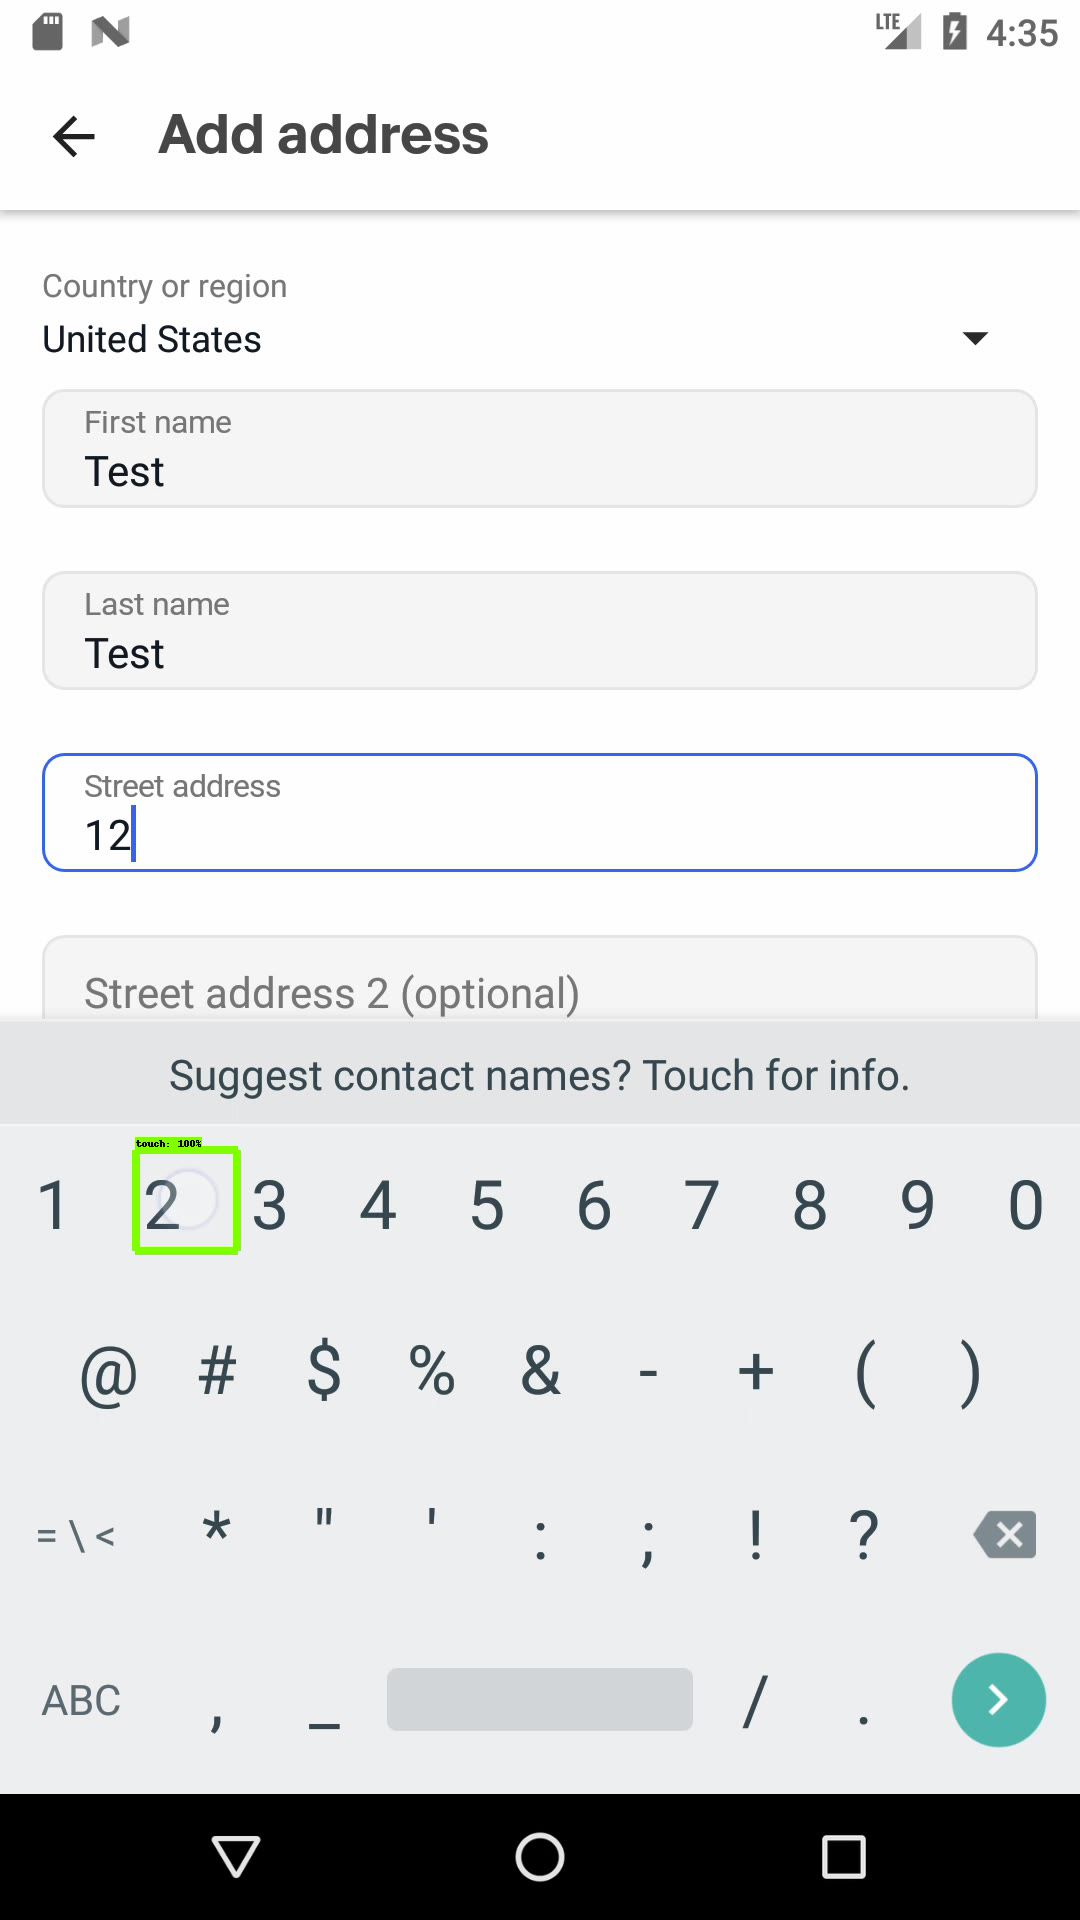 LTE 4:35
Add address
Country or region
United States
First name
Test
Last name
Test
Street address
12
Street address 2 (optional)
Suggest contact names? Touch for info.
touch: 100%
1 2 3 4 5 6 7 8 9 0
@ # $ % & - + ( )
= \ < * " ' : ; ! ?
ABC , _ / .